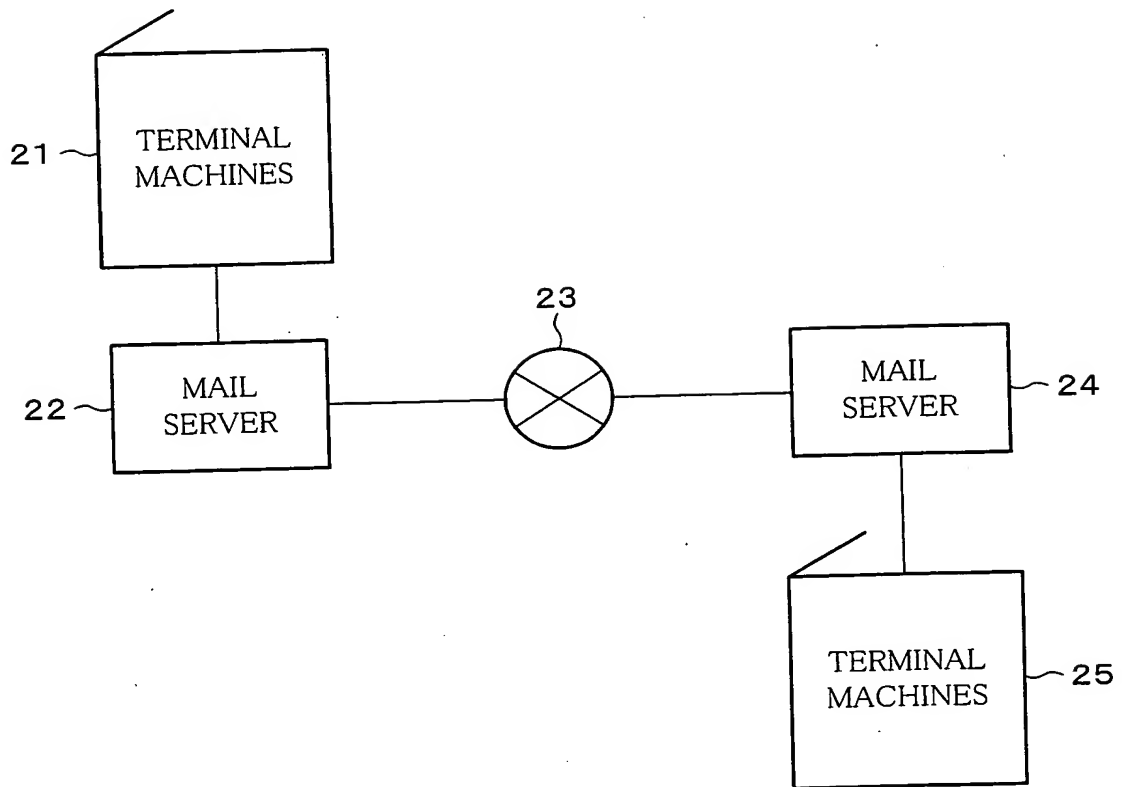 21
TERMINAL
MACHINES
23
22
MAIL
SERVER
MAIL
SERVER
24
TERMINAL
MACHINES
25